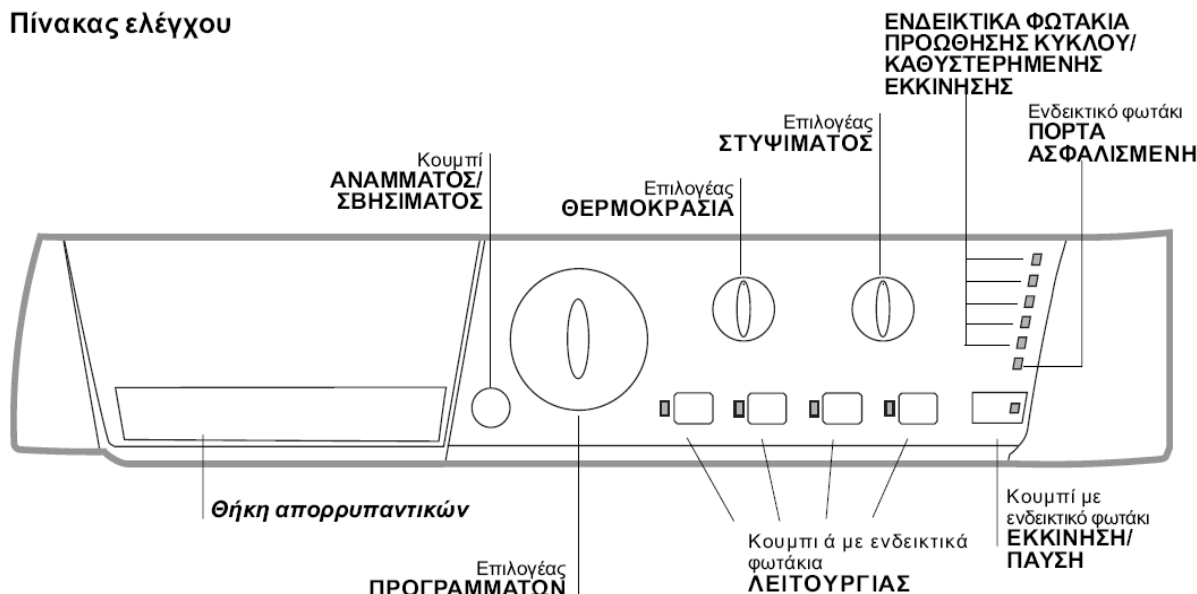 Πίνακας ελέγχου
ΕΝΔΕΙΚΤΙΚΑ ΦΩΤΑΚΙΑ
ΠΡΟΩΘΗΣΗΣ ΚΥΚΛΟΥ/
ΚΑΘΥΣΤΕΡΗΜΕΝΗΣ
ΕΚΚΙΝΗΣΗΣ
Ενδεικτικό φωτάκι
ΠΟΡΤΑ
ΑΣΦΑΛΙΣΜΕΝΗ
Επιλογέας
ΣΤΥΨΙΜΑΤΟΣ
Κουμπί
ΑΝΑΜΜΑΤΟΣ/
ΣΒΗΣΙΜΑΤΟΣ
Επιλογέας
ΘΕΡΜΟΚΡΑΣΙΑ
Θήκη απορρυπαντικών
Επιλογέας
ΠΡΟΓΡΑΜΜΑΤΩΝ
Κουμπι ά με ενδεικτικά
φωτάκια
ΛΕΙΤΟΥΡΓΙΑΣ
Κουμπί με
ενδεικτικό φωτάκι
ΕΚΚΙΝΗΣΗ/
ΠΑΥΣΗ